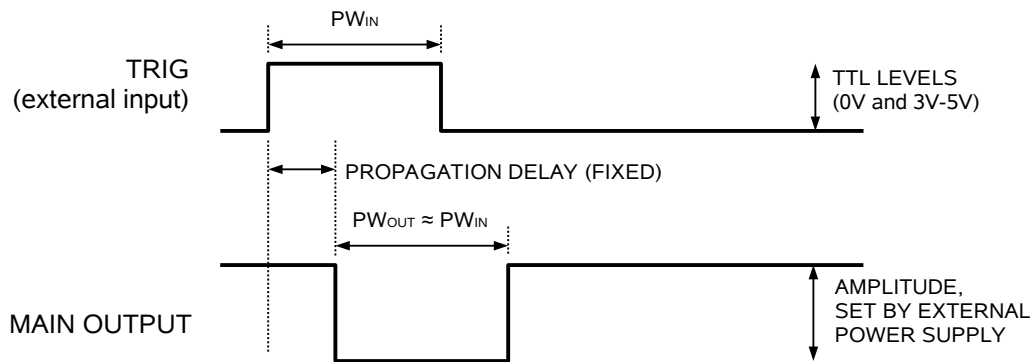 PWIN
TRIG
(external input)
TTL LEVELS
(0V and 3V-5V)
PROPAGATION DELAY (FIXED)
PWOUT ≈ PWIN
MAIN OUTPUT
AMPLITUDE,
SET BY EXTERNAL
POWER SUPPLY